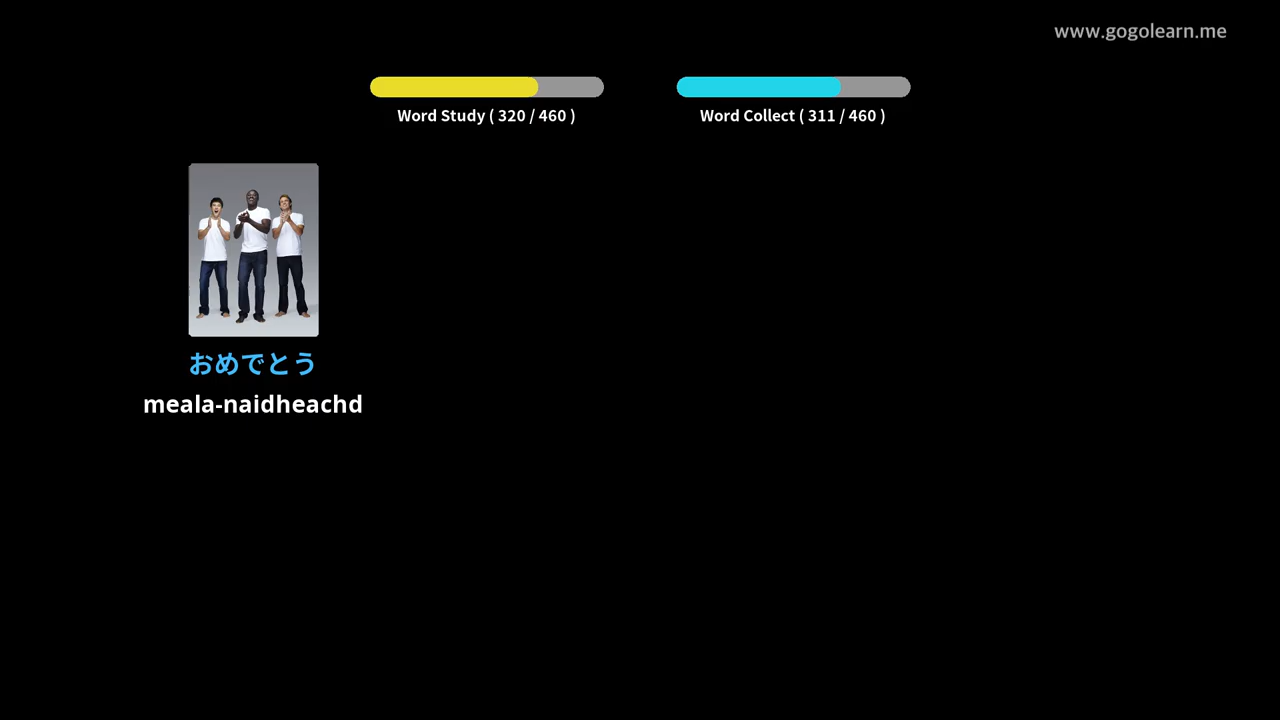 www.gogolearn.me
Word Study ( 320 / 460 )
Word Collect ( 311 / 460 )
おめでとう
meala-naidheachd